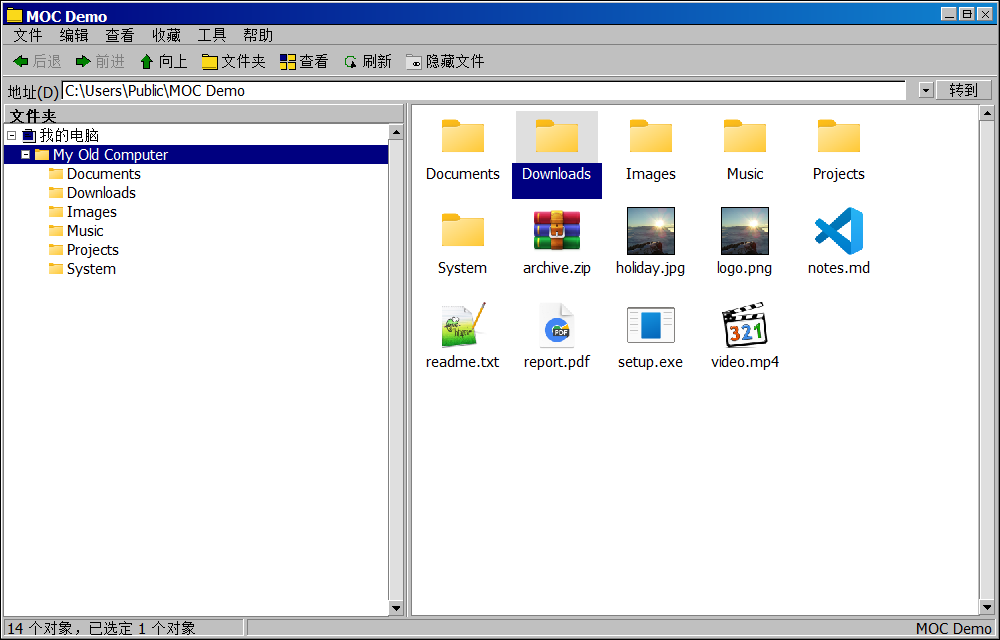 MOC Demo
文件 编辑 查看 收藏 工具 帮助
后退 前进 向上 文件夹 查看 刷新 隐藏文件
地址(D) C:\Users\Public\MOC Demo 转到
文件夹
我的电脑
My Old Computer
Documents
Downloads
Images
Music
Projects
System
Documents Downloads Images Music Projects
System archive.zip holiday.jpg logo.png notes.md
readme.txt report.pdf setup.exe video.mp4
14 个对象，已选定 1 个对象 MOC Demo